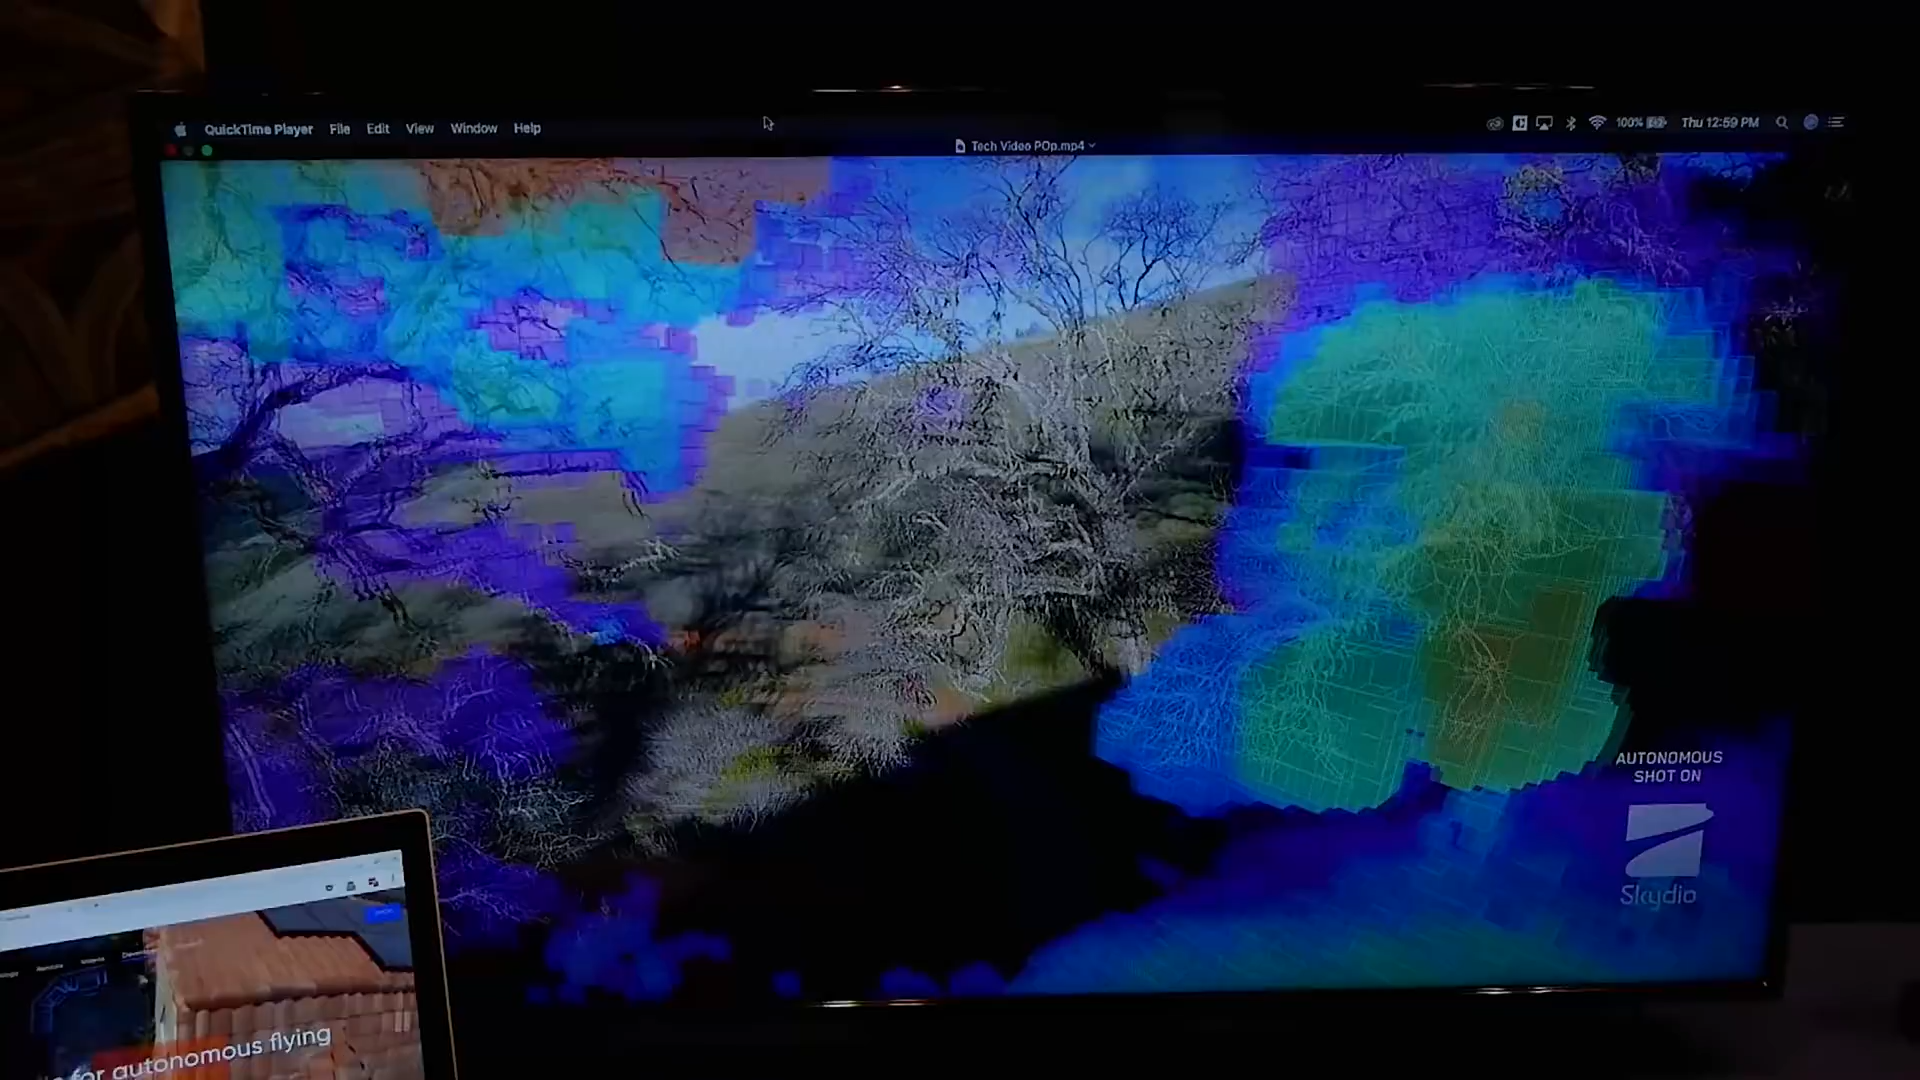 QuickTime Player File Edit View Window Help
100% Thu 12:59 PM
Tech Video POp.mp4
AUTONOMOUS
SHOT ON
Skydio
for autonomous flying